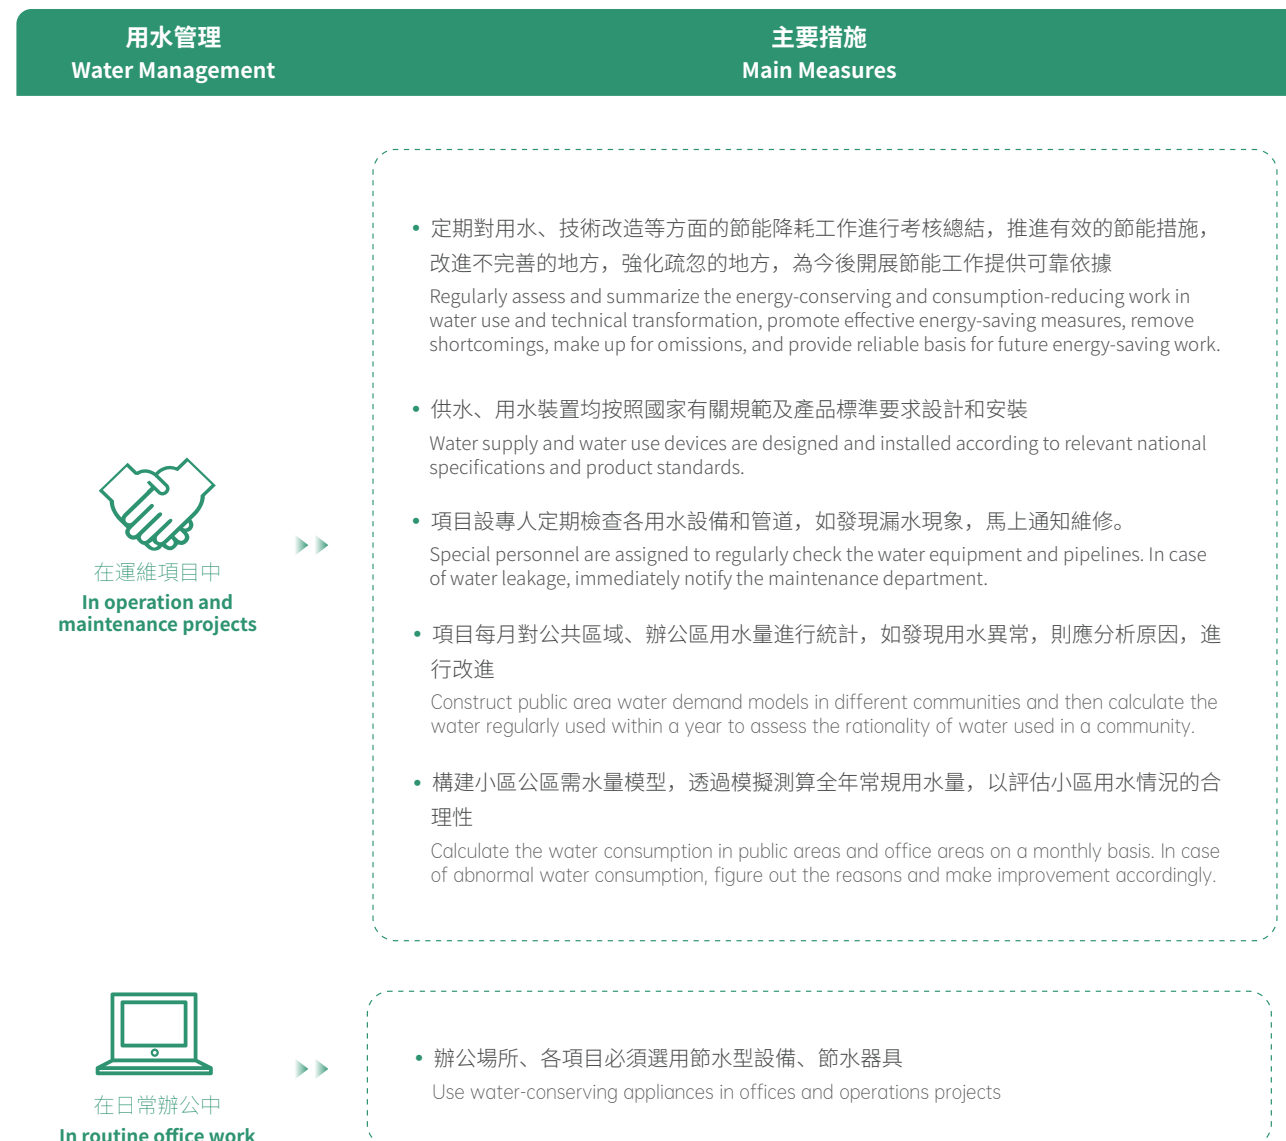 用水管理
Water Management
主要措施
Main Measures
在運維項目中
In operation and
maintenance projects
• 定期對用水、技術改造等方面的節能降耗工作進行考核總結，推進有效的節能措施，
改進不完善的地方，強化疏忽的地方，為今後開展節能工作提供可靠依據
Regularly assess and summarize the energy-conserving and consumption-reducing work in
water use and technical transformation, promote effective energy-saving measures, remove
shortcomings, make up for omissions, and provide reliable basis for future energy-saving work.
• 供水、用水裝置均按照國家有關規範及產品標準要求設計和安裝
Water supply and water use devices are designed and installed according to relevant national
specifications and product standards.
• 項目設專人定期檢查各用水設備和管道，如發現漏水現象，馬上通知維修。
Special personnel are assigned to regularly check the water equipment and pipelines. In case
of water leakage, immediately notify the maintenance department.
• 項目每月對公共區域、辦公區用水量進行統計，如發現用水異常，則應分析原因，進
行改進
Construct public area water demand models in different communities and then calculate the
water regularly used within a year to assess the rationality of water used in a community.
• 構建小區公區需水量模型，透過模擬測算全年常規用水量，以評估小區用水情況的合
理性
Calculate the water consumption in public areas and office areas on a monthly basis. In case
of abnormal water consumption, figure out the reasons and make improvement accordingly.
在日常辦公中
In routine office work
• 辦公場所、各項目必須選用節水型設備、節水器具
Use water-conserving appliances in offices and operations projects